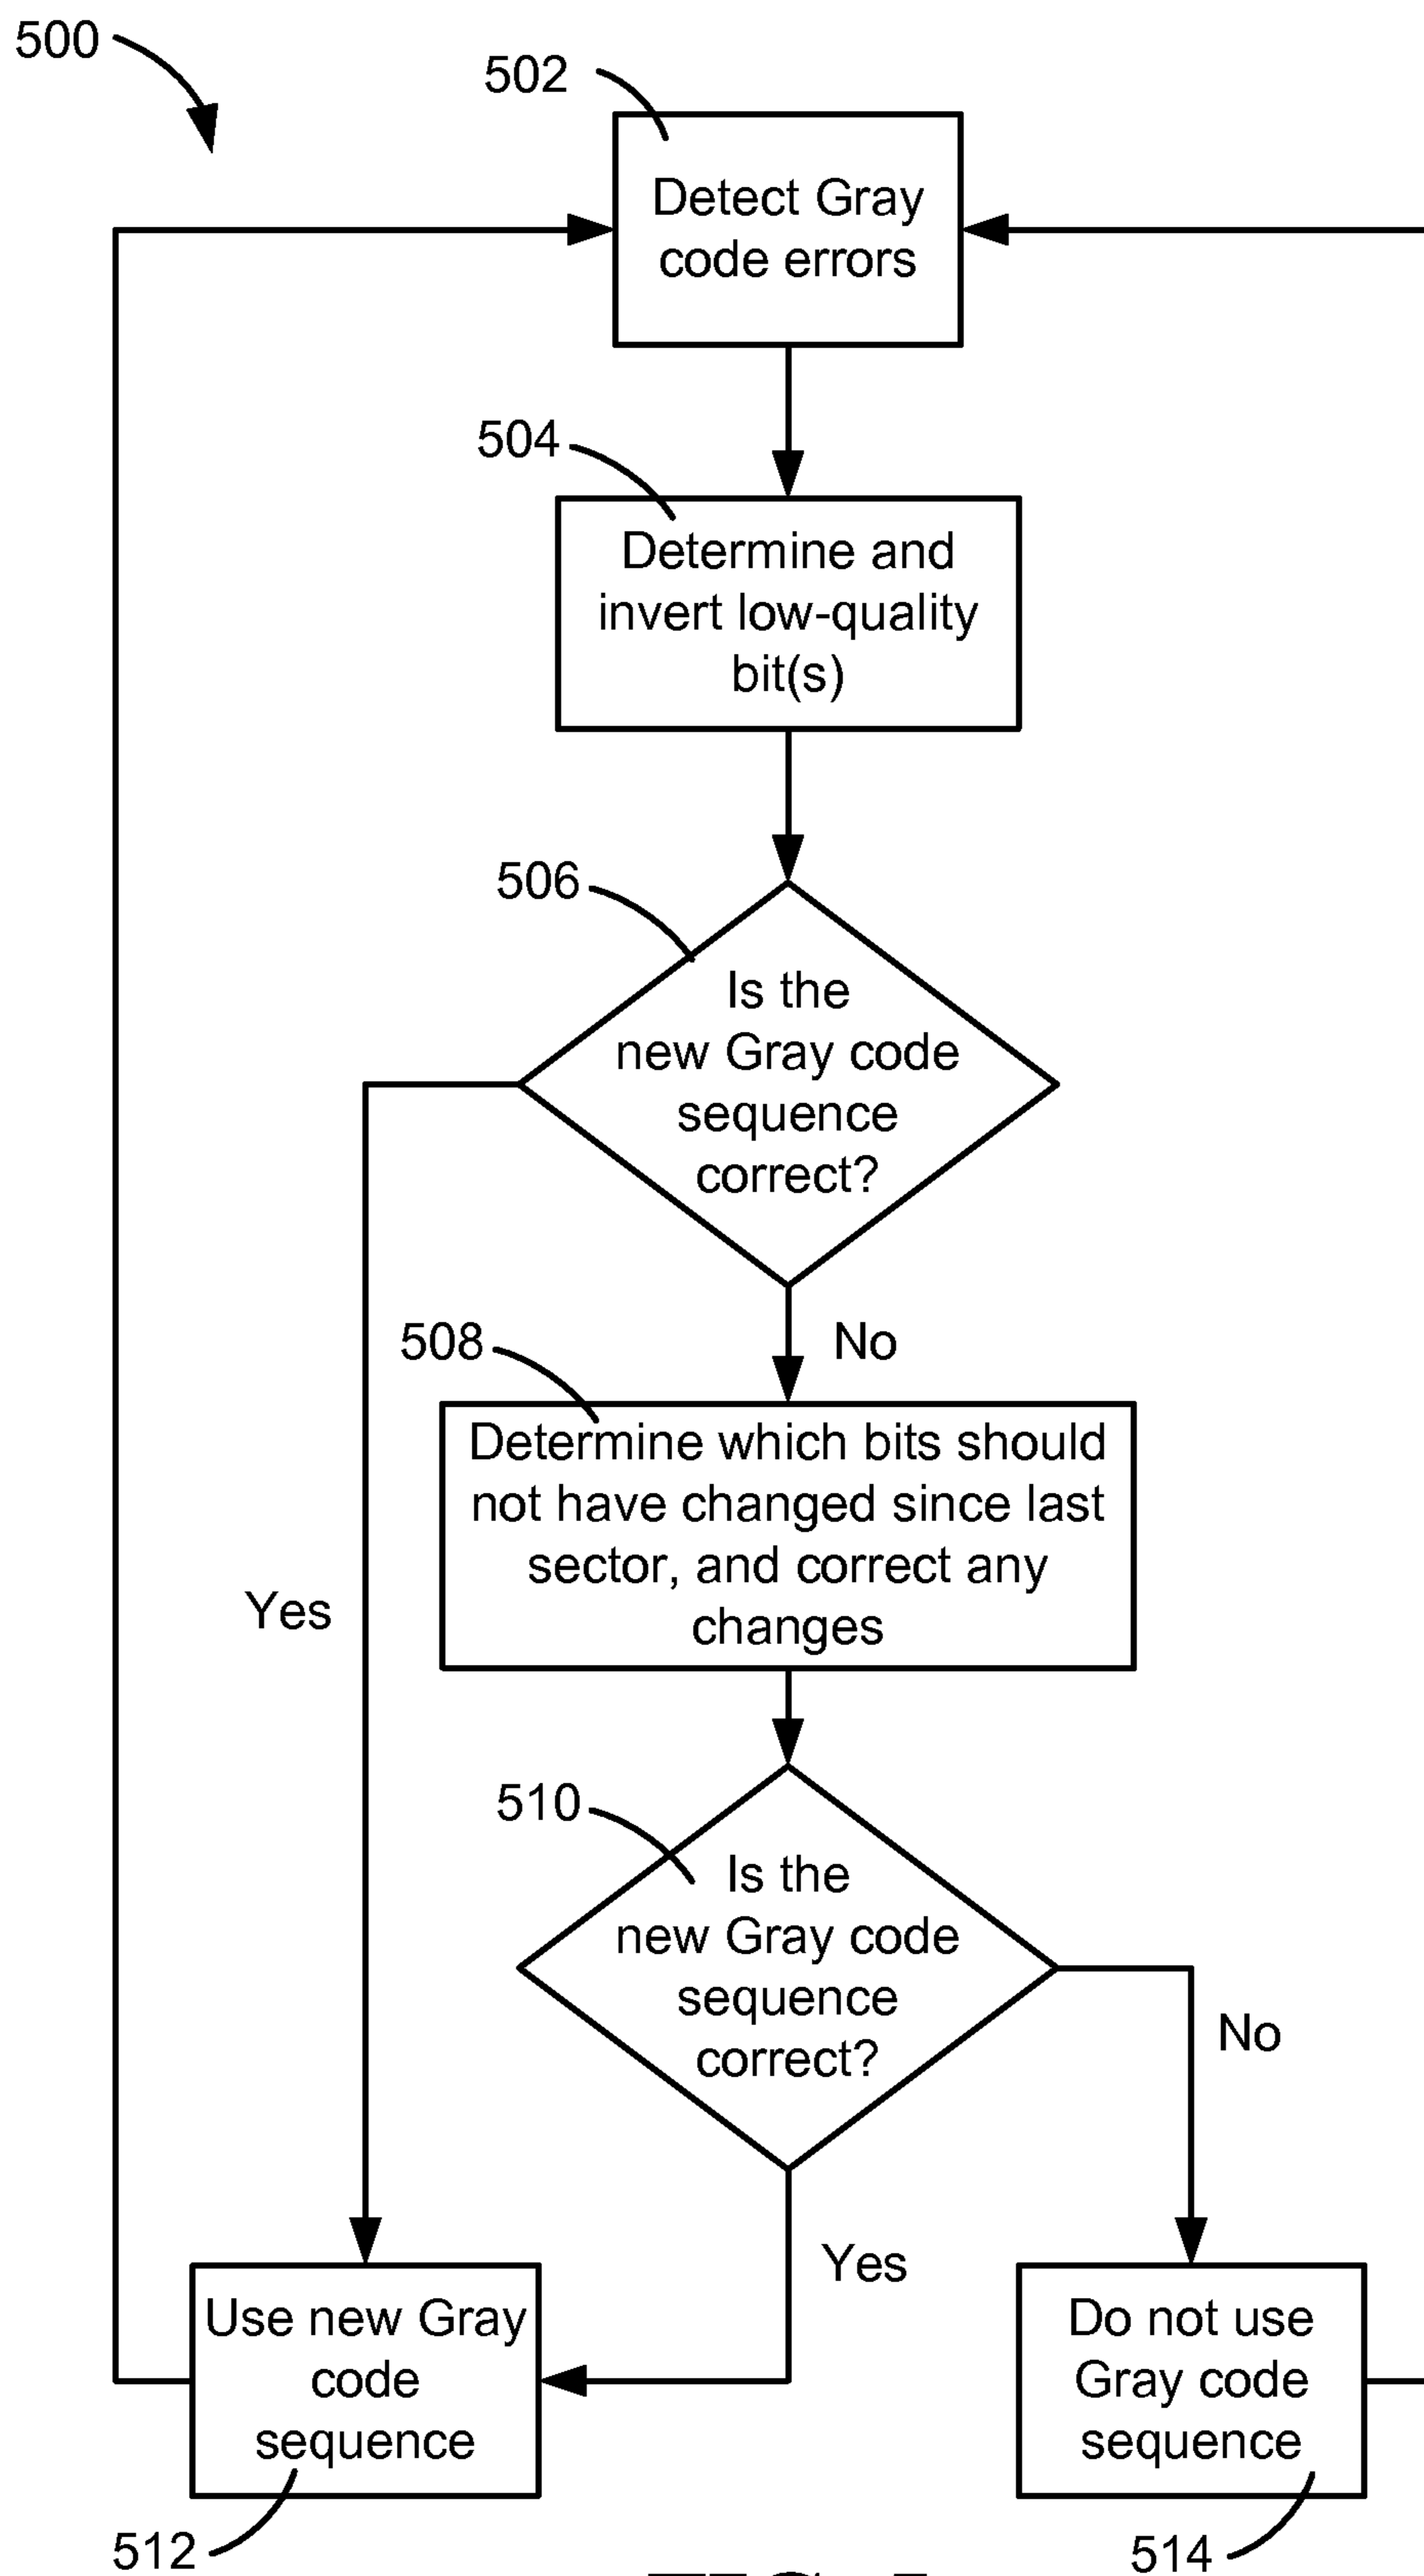 500
502
Detect Gray
code errors
504
Determine and
invert low-quality
bit(s)
506
Is the
new Gray code
sequence
correct?
No
508
Determine which bits should
not have changed since last
sector, and correct any
changes
Yes
510
Is the
new Gray code
sequence
correct?
No
Yes
Use new Gray
code
sequence
Do not use
Gray code
sequence
512
514